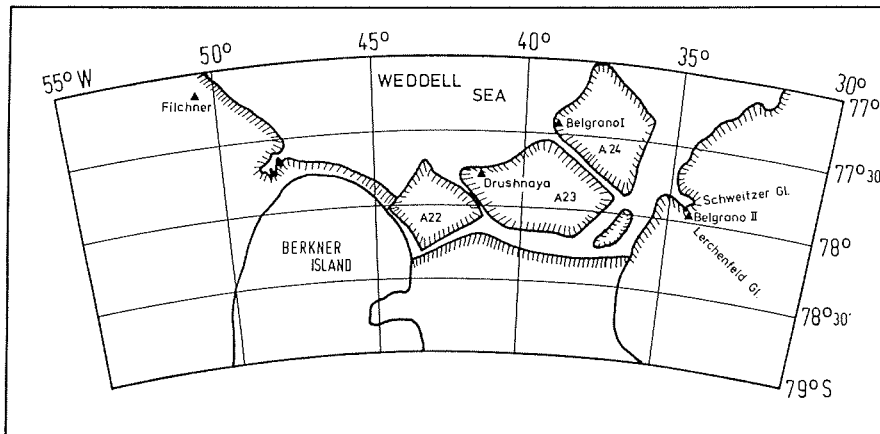 55° W
50°
45°
40°
35°
30°
77°
77° 30'
78°
78° 30'
79° S
WEDDELL
SEA
Filchner
Belgrano I
A 24
Drushnaya
A23
A22
BERKNER
ISLAND
Schweitzer Gl.
Belgrano II
Lerchenfeld Gl.